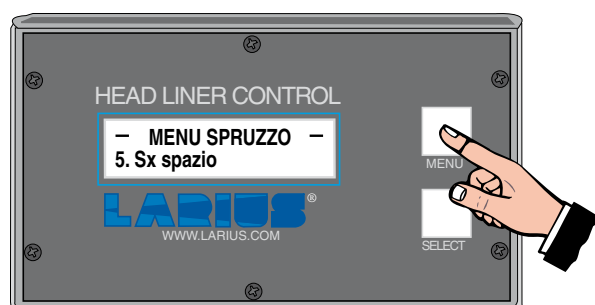 HEAD LINER CONTROL
– MENU SPRUZZO –
5. Sx spazio
LARIUS®
WWW.LARIUS.COM
MENU
SELECT